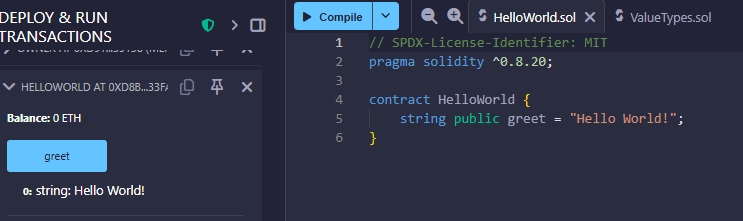 DEPLOY & RUN
TRANSACTIONS
HELLOWORLD AT 0XD8B...33FA
Balance: 0 ETH
greet
0: string: Hello World!
Compile
HelloWorld.sol
ValueTypes.sol
1 // SPDX-License-Identifier: MIT
2 pragma solidity ^0.8.20;
3
4 contract HelloWorld {
5 string public greet = "Hello World!";
6 }